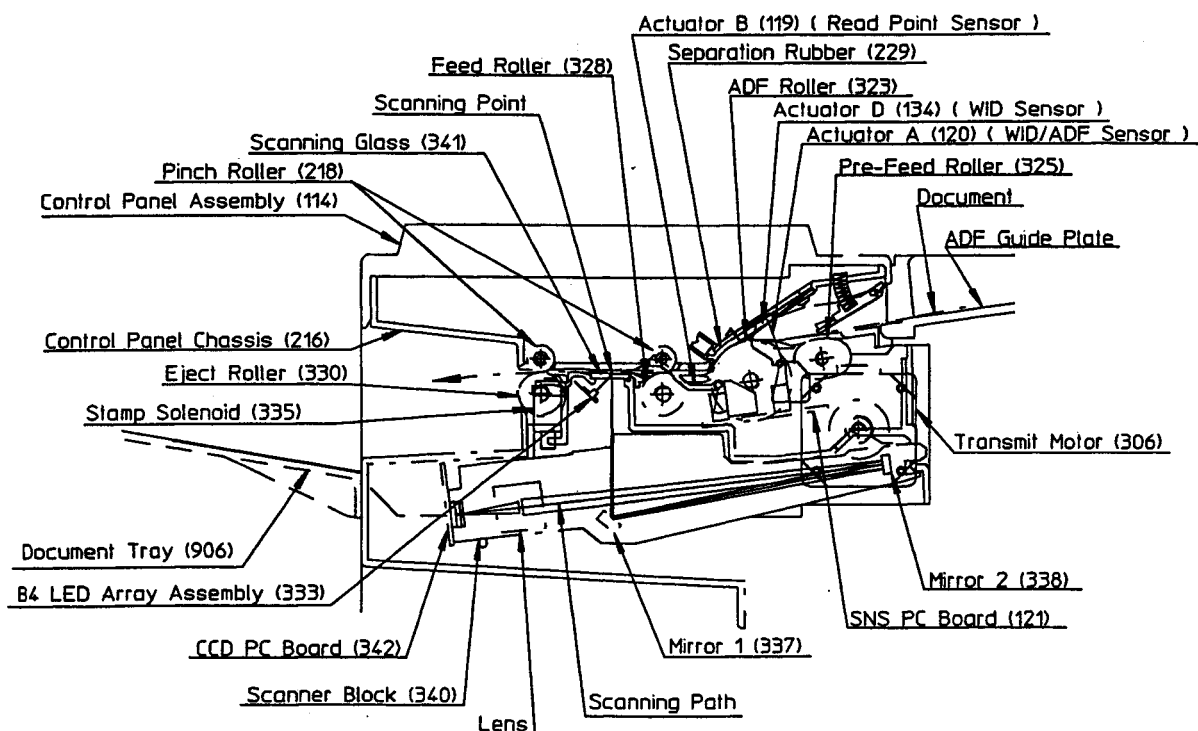 Actuator B (119) ( Read Point Sensor )
Separation Rubber (229)
Feed Roller (328)
ADF Roller (323)
Scanning Point
Actuator D (134) ( WID Sensor )
Scanning Glass (341)
Actuator A (120) ( WID/ADF Sensor )
Pinch Roller (218)
Pre-Feed Roller (325)
Control Panel Assembly (114)
Document
ADF Guide Plate
Control Panel Chassis (216)
Eject Roller (330)
Stamp Solenoid (335)
Transmit Motor (306)
Document Tray (906)
B4 LED Array Assembly (333)
Mirror 2 (338)
SNS PC Board (121)
CCD PC Board (342)
Mirror 1 (337)
Scanner Block (340)
Scanning Path
Lens